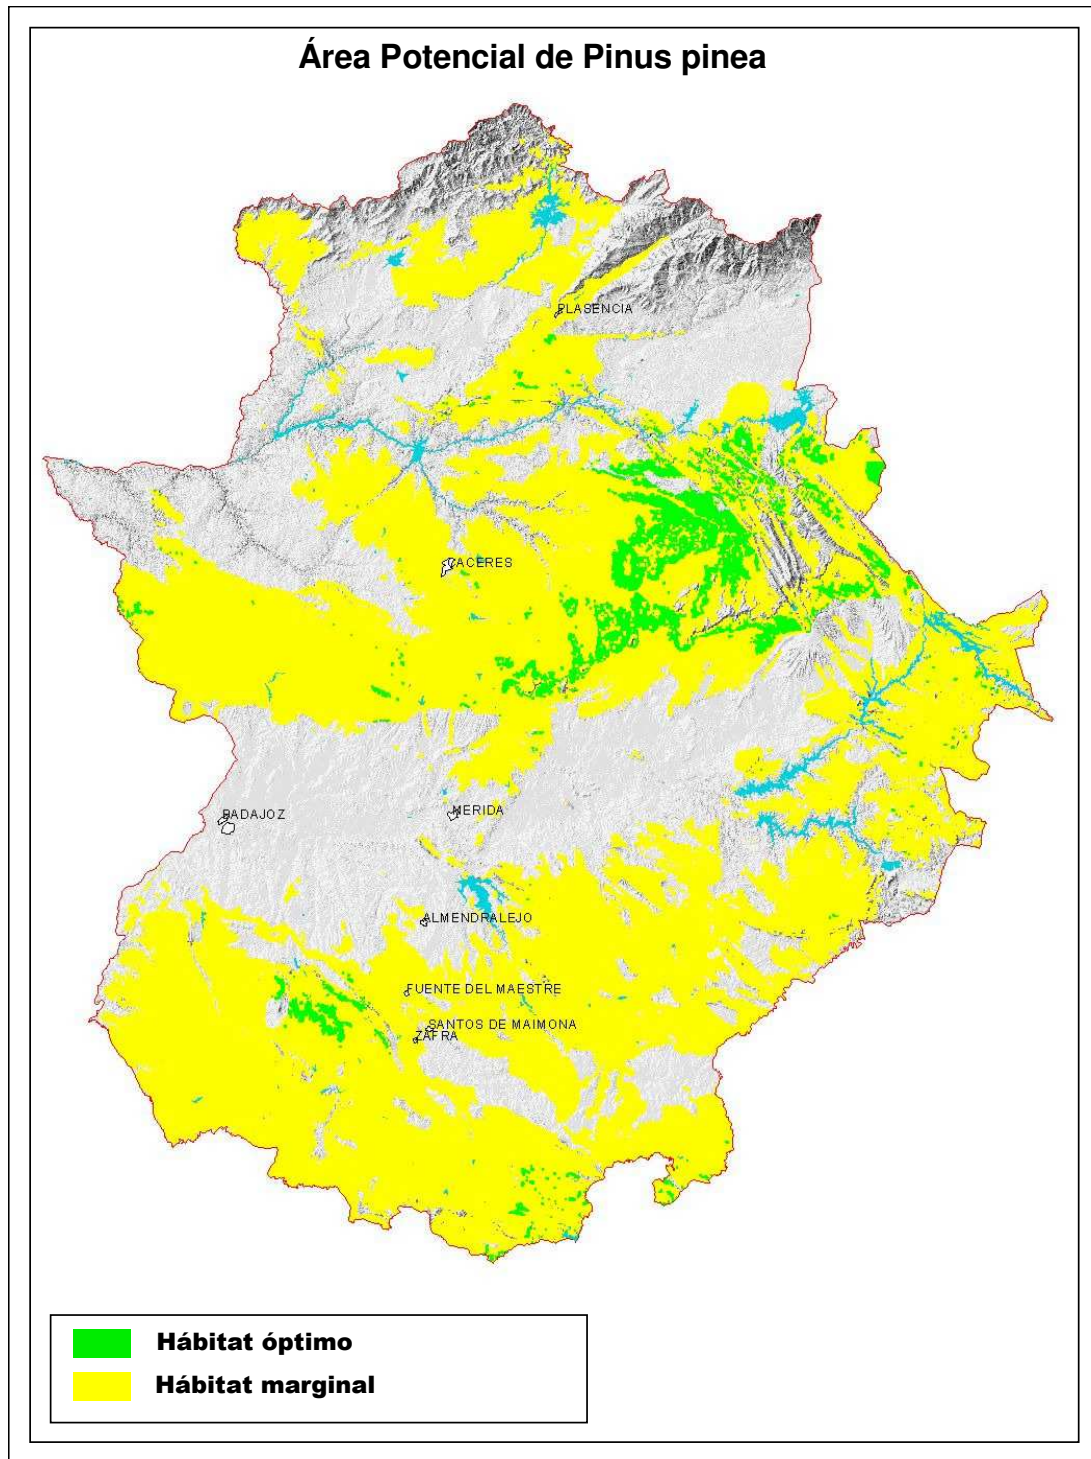 Área Potencial de Pinus pinea
PLASENCIA
CACERES
BADAJOZ
MERIDA
ALMENDRALEJO
FUENTE DEL MAESTRE
SANTOS DE MAIMONA
ZAFRA
Hábitat óptimo
Hábitat marginal